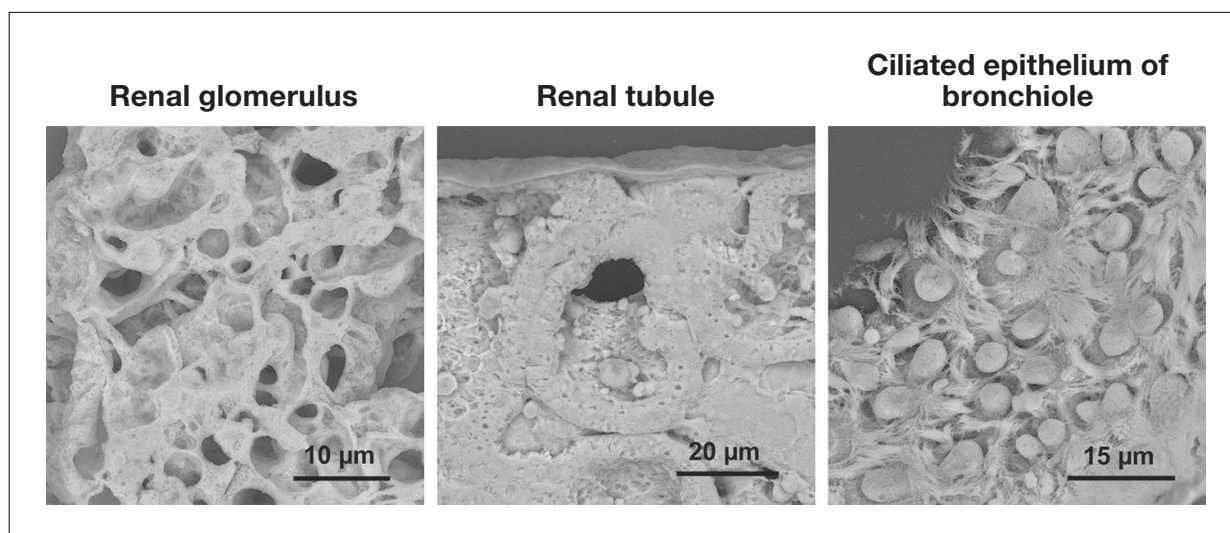 Renal glomerulus
Renal tubule
Ciliated epithelium of
bronchiole
10 µm
20 µm
15 µm